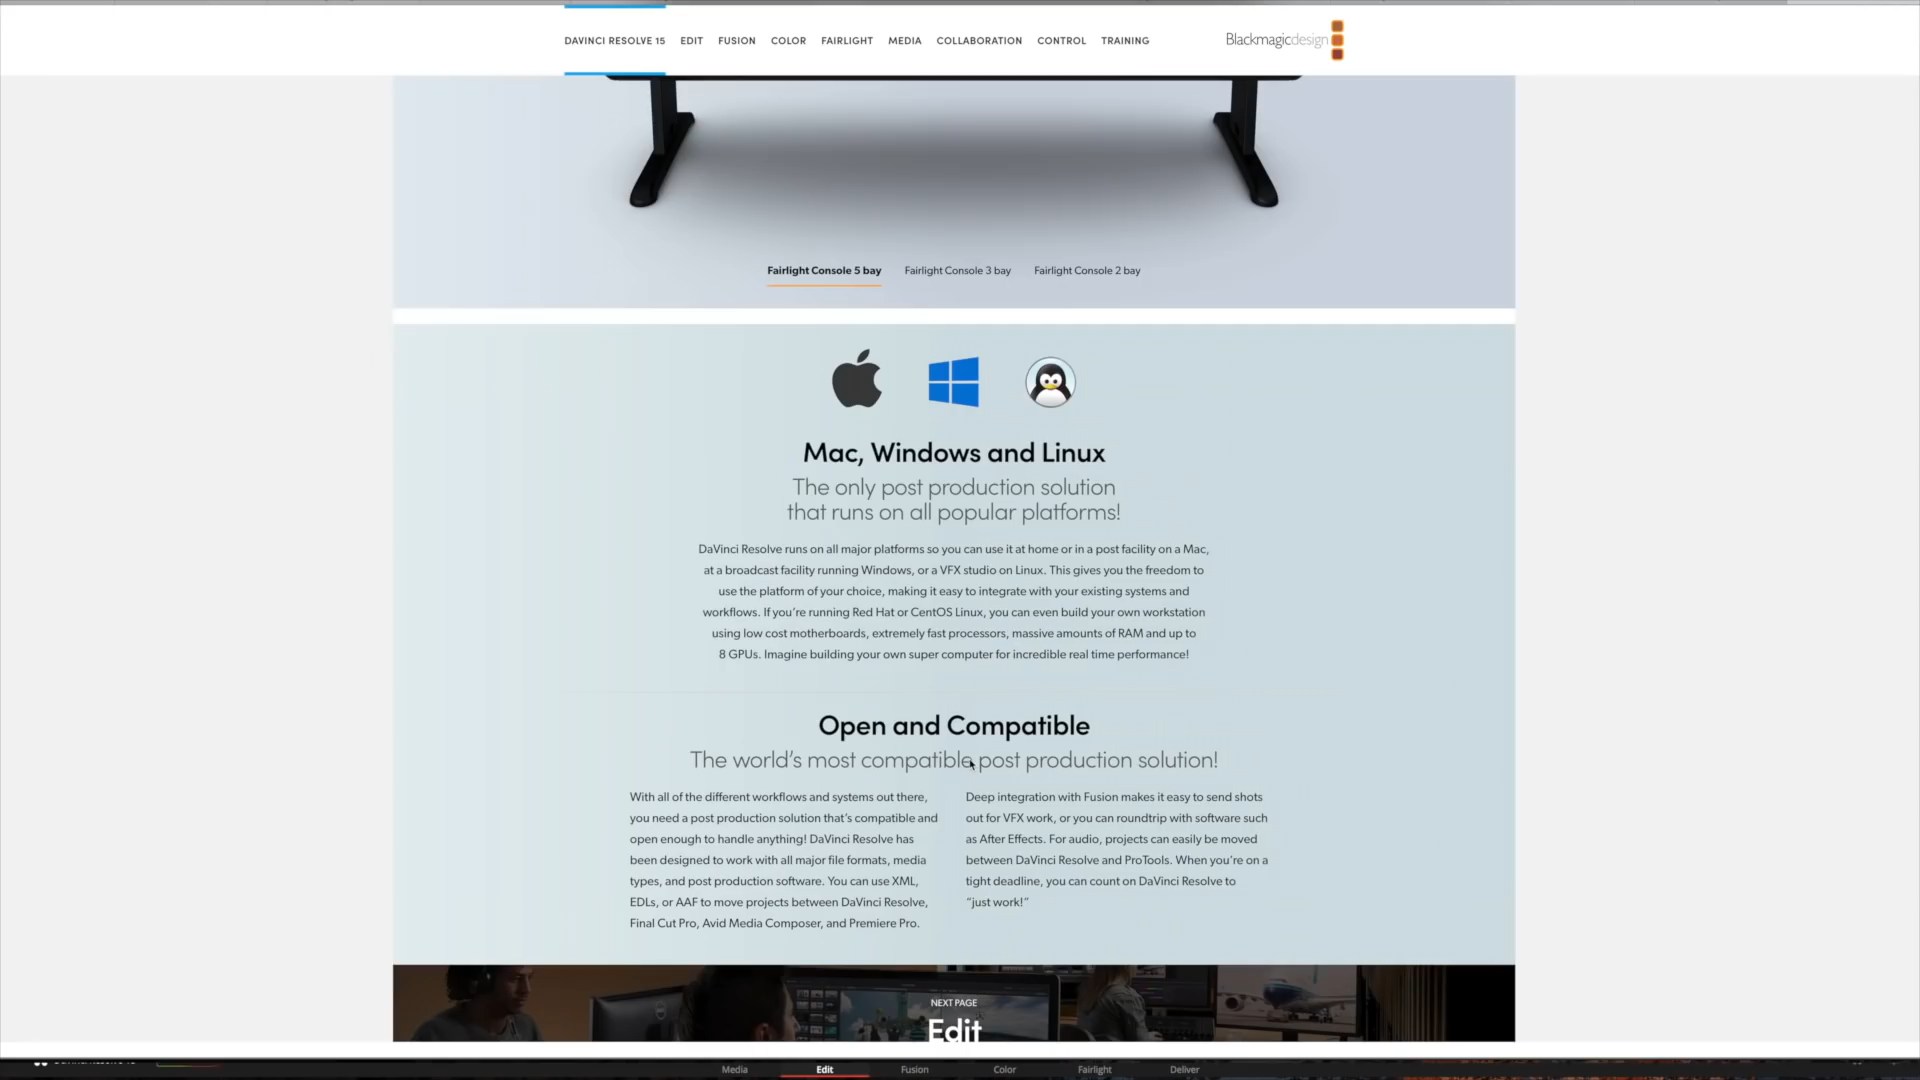 DAVINCI RESOLVE 15 EDIT FUSION COLOR FAIRLIGHT MEDIA COLLABORATION CONTROL TRAINING Blackmagicdesign
Fairlight Console 5 bay Fairlight Console 3 bay Fairlight Console 2 bay
Mac, Windows and Linux
The only post production solution
that runs on all popular platforms!
DaVinci Resolve runs on all major platforms so you can use it at home or in a post facility on a Mac,
at a broadcast facility running Windows, or a VFX studio on Linux. This gives you the freedom to
use the platform of your choice, making it easy to integrate with your existing systems and
workflows. If you're running Red Hat or CentOS Linux, you can even build your own workstation
using low cost motherboards, extremely fast processors, massive amounts of RAM and up to
8 GPUs. Imagine building your own super computer for incredible real time performance!
Open and Compatible
The world's most compatible post production solution!
With all of the different workflows and systems out there,
you need a post production solution that's compatible and
open enough to handle anything! DaVinci Resolve has
been designed to work with all major file formats, media
types, and post production software. You can use XML,
EDLs, or AAF to move projects between DaVinci Resolve,
Final Cut Pro, Avid Media Composer, and Premiere Pro.
Deep integration with Fusion makes it easy to send shots
out for VFX work, or you can roundtrip with software such
as After Effects. For audio, projects can easily be moved
between DaVinci Resolve and ProTools. When you're on a
tight deadline, you can count on DaVinci Resolve to
"just work!"
NEXT PAGE
Edit
Media Edit Fusion Color Fairlight Deliver